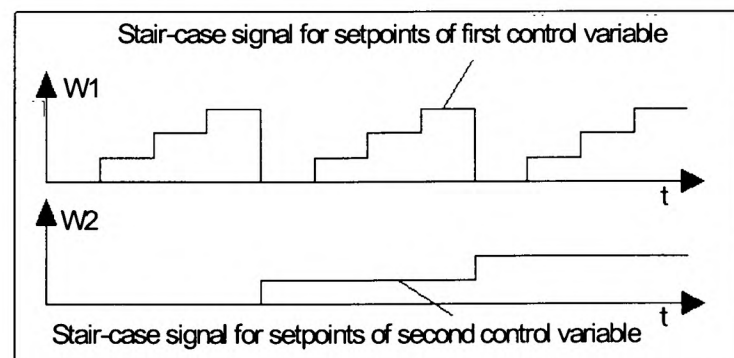 Stair-case signal for setpoints of first control variable
W1
t
W2
t
Stair-case signal for setpoints of second control variable